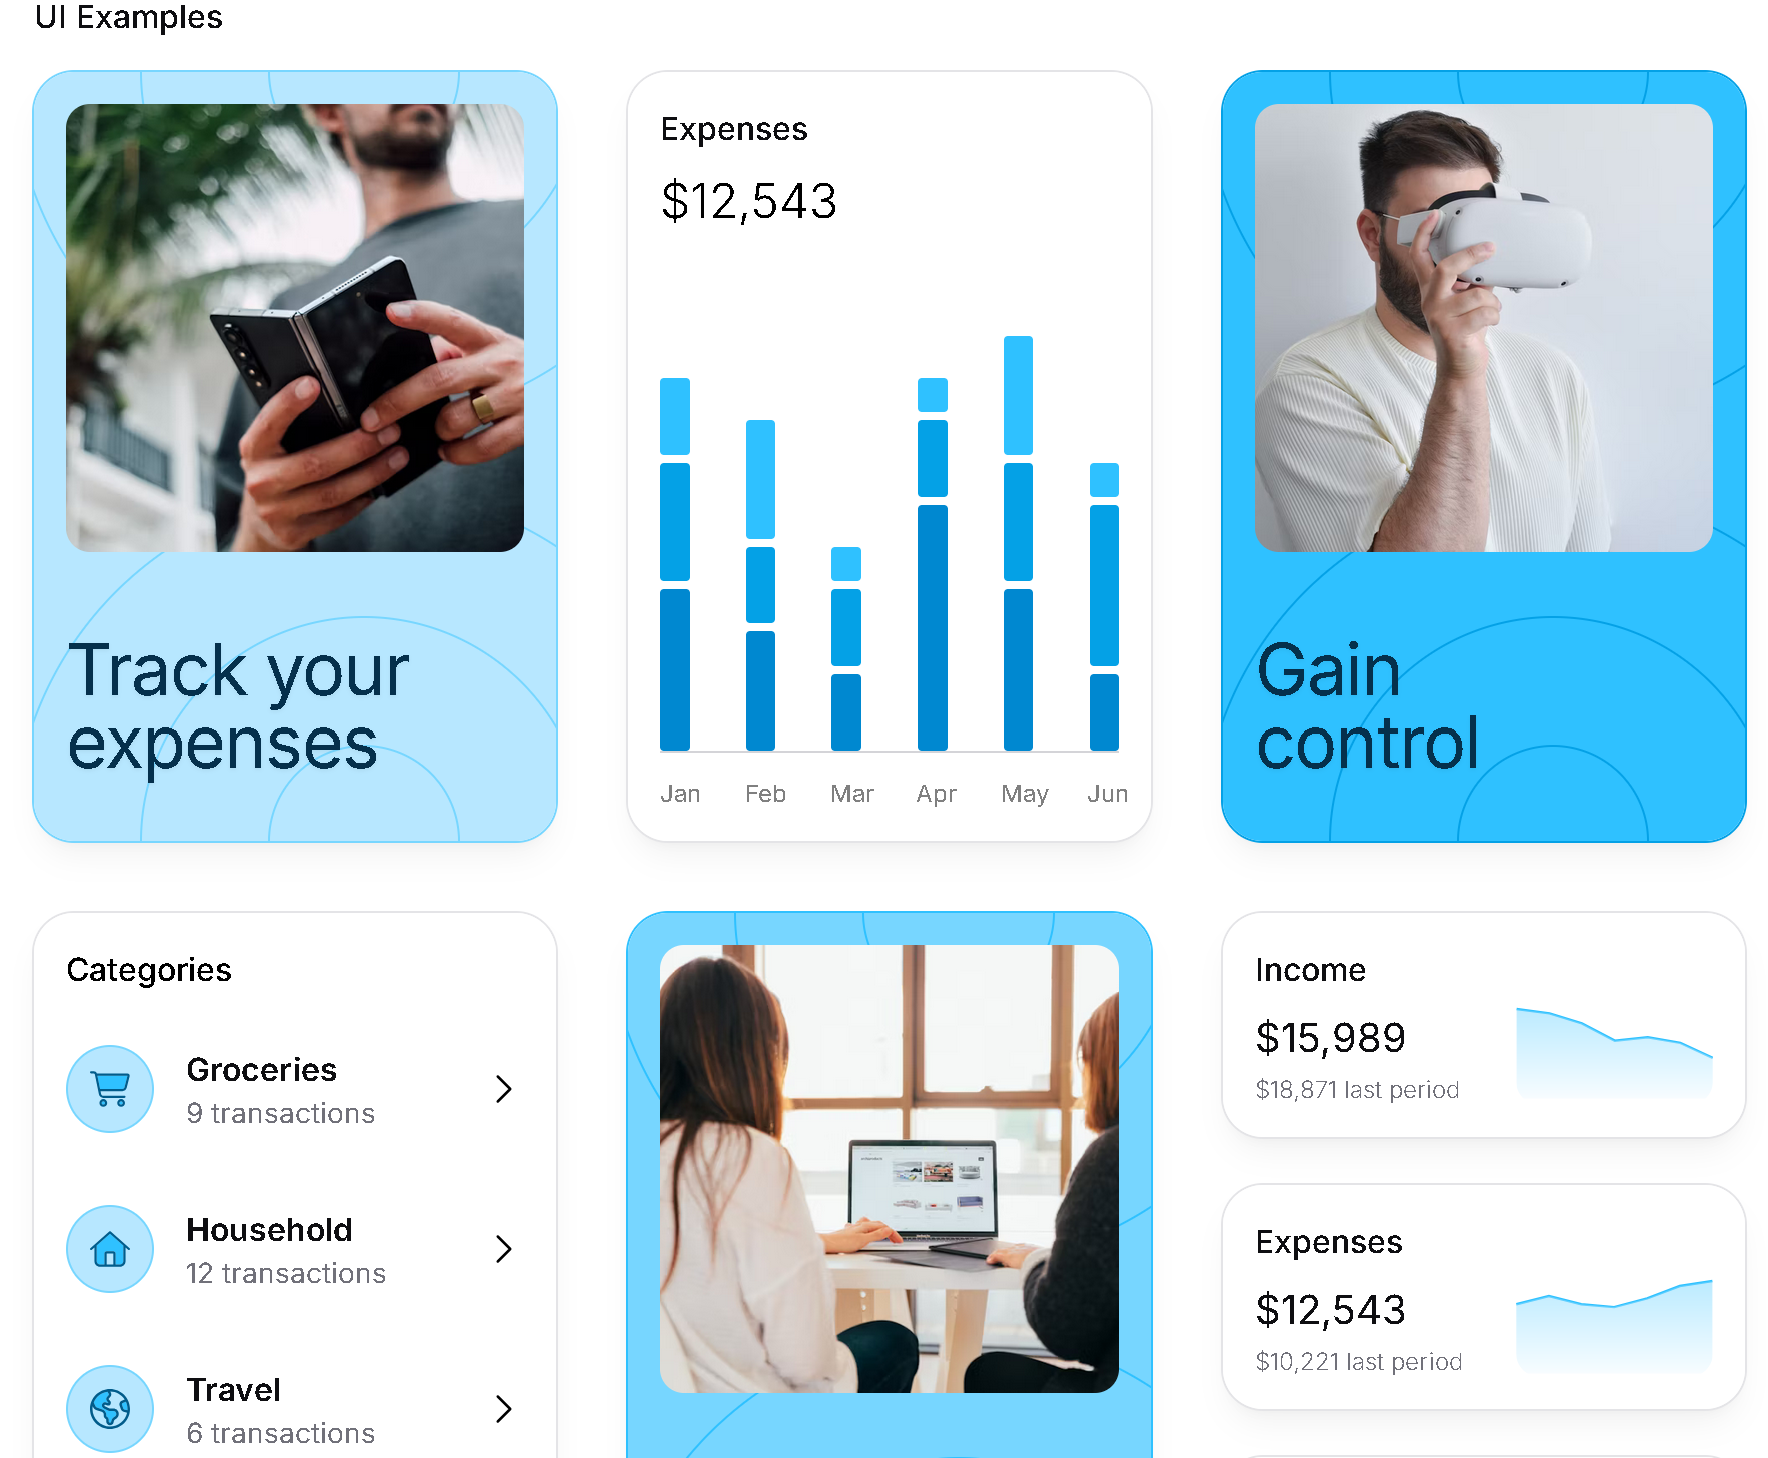 UI Examples
Track your
expenses
Expenses
$12,543
Jan Feb Mar Apr May Jun
Gain
control
Categories
Groceries
9 transactions
Household
12 transactions
Travel
6 transactions
Income
$15,989
$18,871 last period
Expenses
$12,543
$10,221 last period